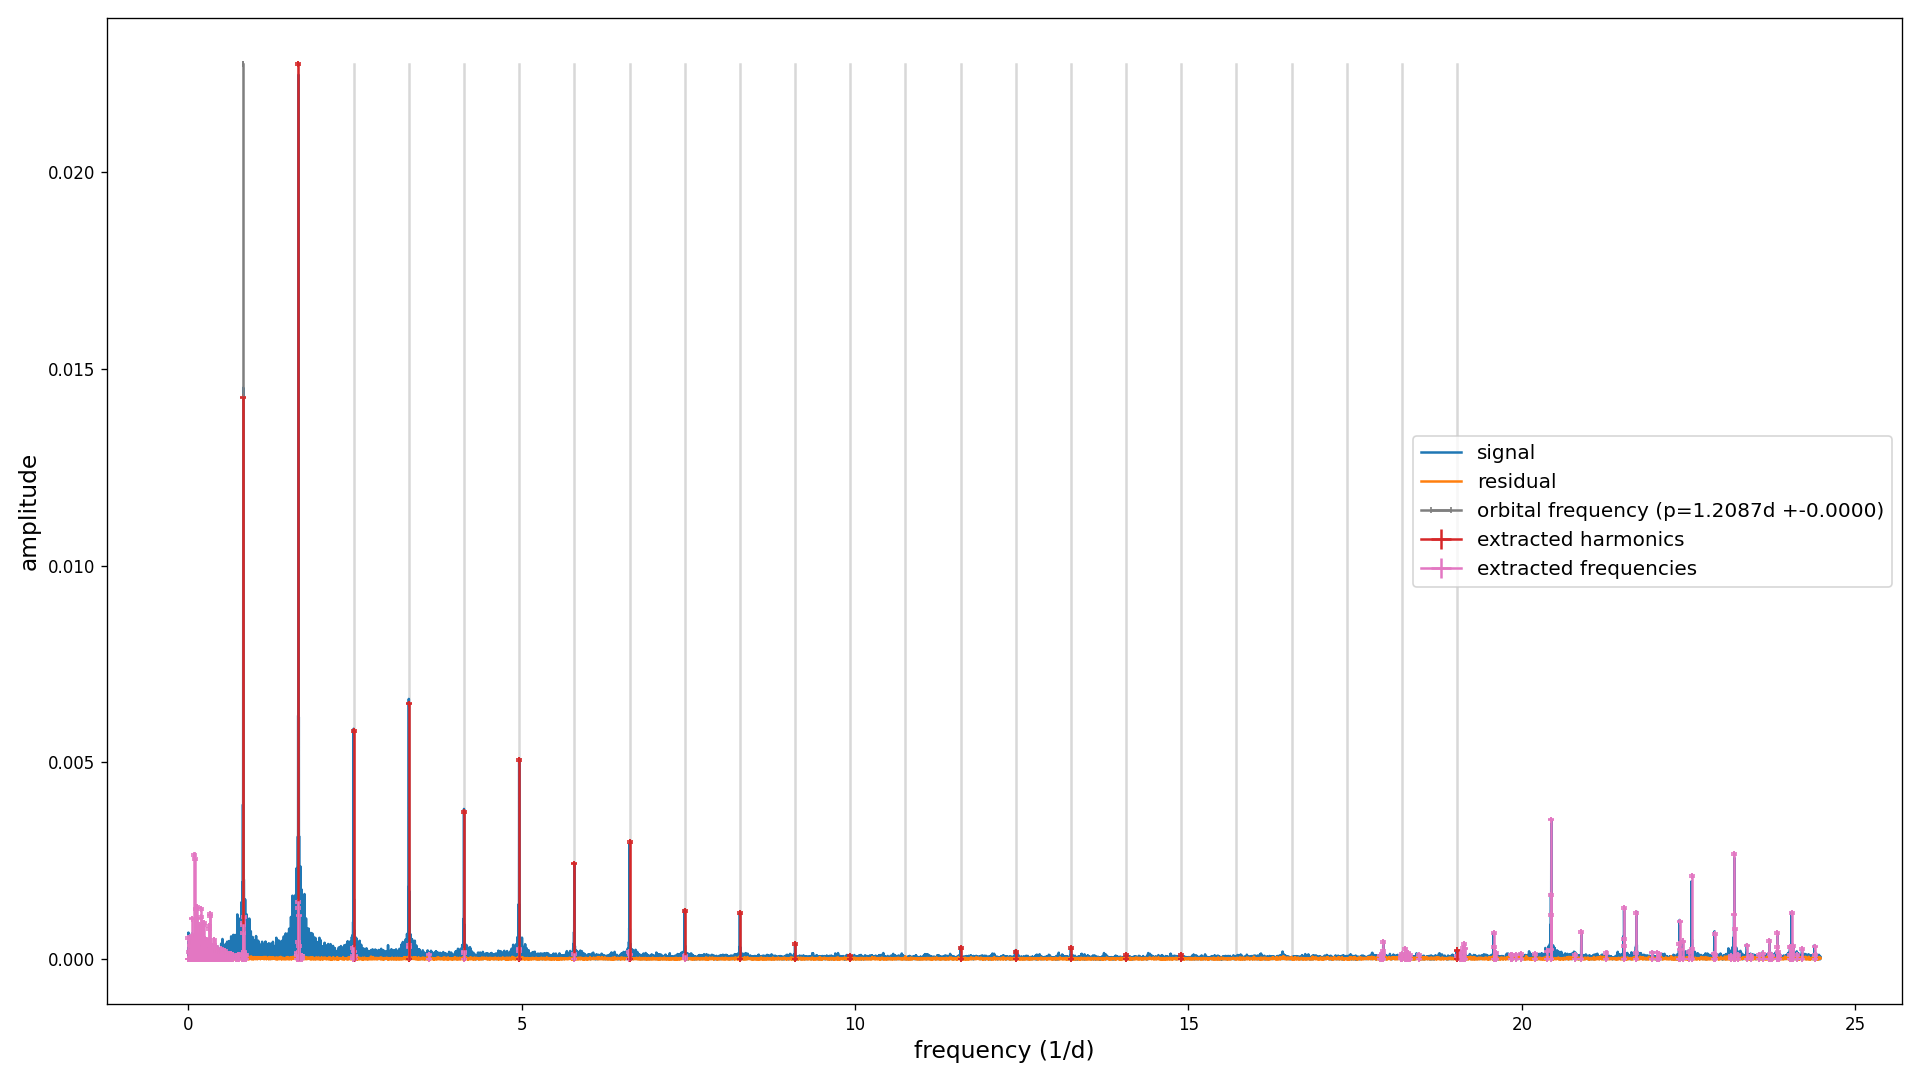 0.020
0.015
0.010
0.005
0.000
amplitude
0
5
10
15
20
25
frequency (1/d)
signal
residual
orbital frequency (p=1.2087d +-0.0000)
extracted harmonics
extracted frequencies